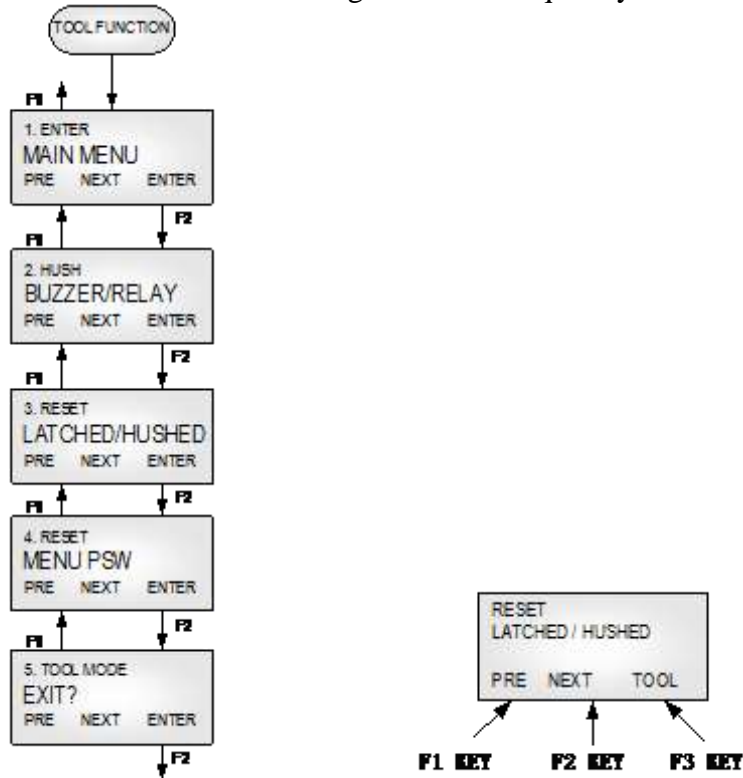 TOOL FUNCTION
F1
1. ENTER
MAIN MENU
PRE NEXT ENTER
F2
F1
2. HUSH
BUZZER/RELAY
PRE NEXT ENTER
F2
F1
3. RESET
LATCHED/HUSHED
PRE NEXT ENTER
F2
F1
4. RESET
MENU PSW
PRE NEXT ENTER
F2
F1
5. TOOL MODE
EXIT?
PRE NEXT ENTER
F2
RESET
LATCHED / HUSHED
PRE NEXT TOOL
F1 KEY F2 KEY F3 KEY